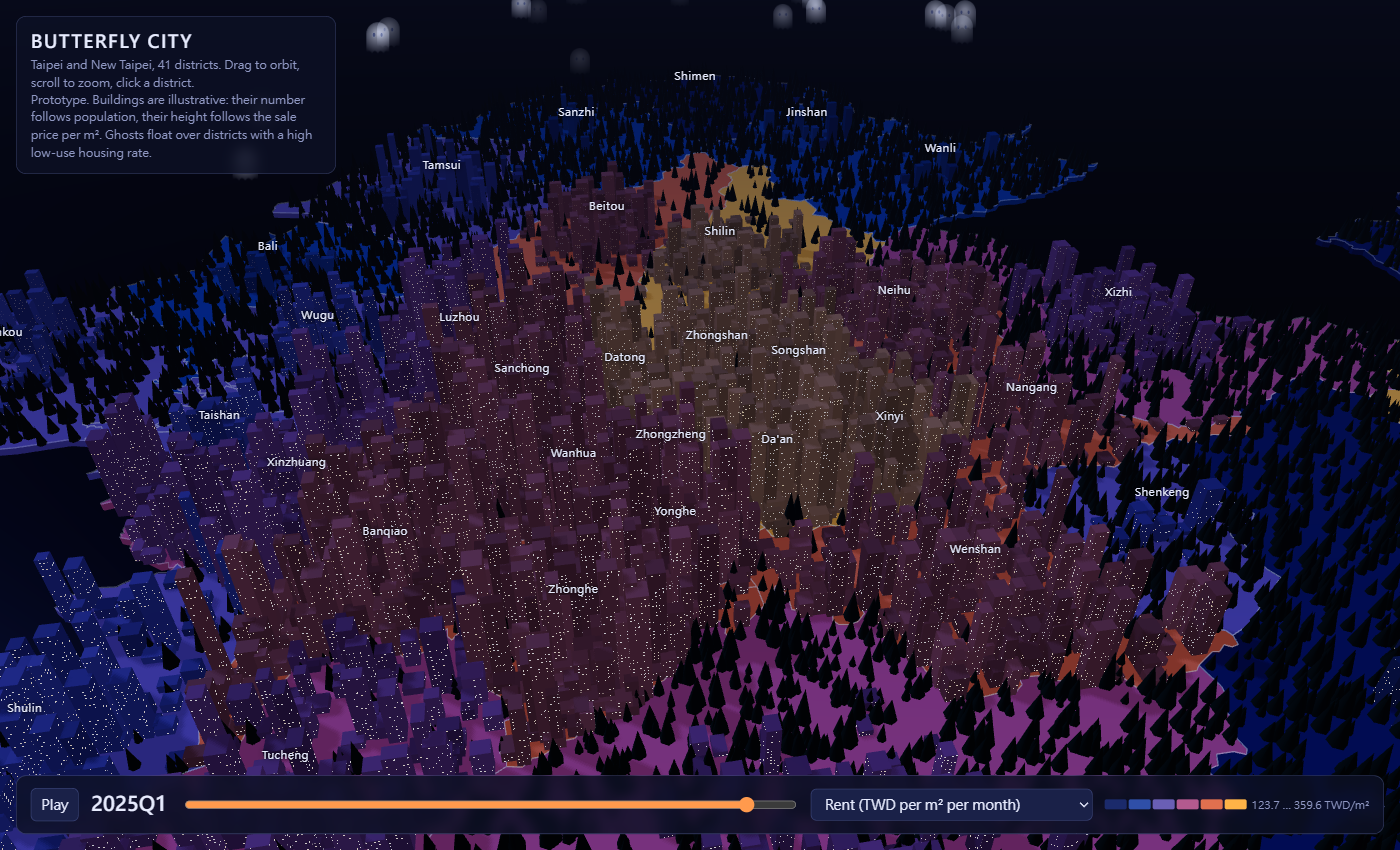 BUTTERFLY CITY
Taipei and New Taipei, 41 districts. Drag to orbit,
scroll to zoom, click a district.
Prototype. Buildings are illustrative: their number
follows population, their height follows the sale
price per m². Ghosts float over districts with a high
low-use housing rate.
Shimen
Sanzhi
Jinshan
Wanli
Tamsui
Beitou
Shilin
Bali
Neihu
Xizhi
Wugu
Luzhou
kou
Zhongshan
Songshan
Datong
Sanchong
Nangang
Taishan
Xinyi
Zhongzheng
Da'an
Wanhua
Xinzhuang
Shenkeng
Yonghe
Banqiao
Wenshan
Zhonghe
Shulin
Tucheng
Play
2025Q1
Rent (TWD per m² per month)
123.7 ... 359.6 TWD/m²